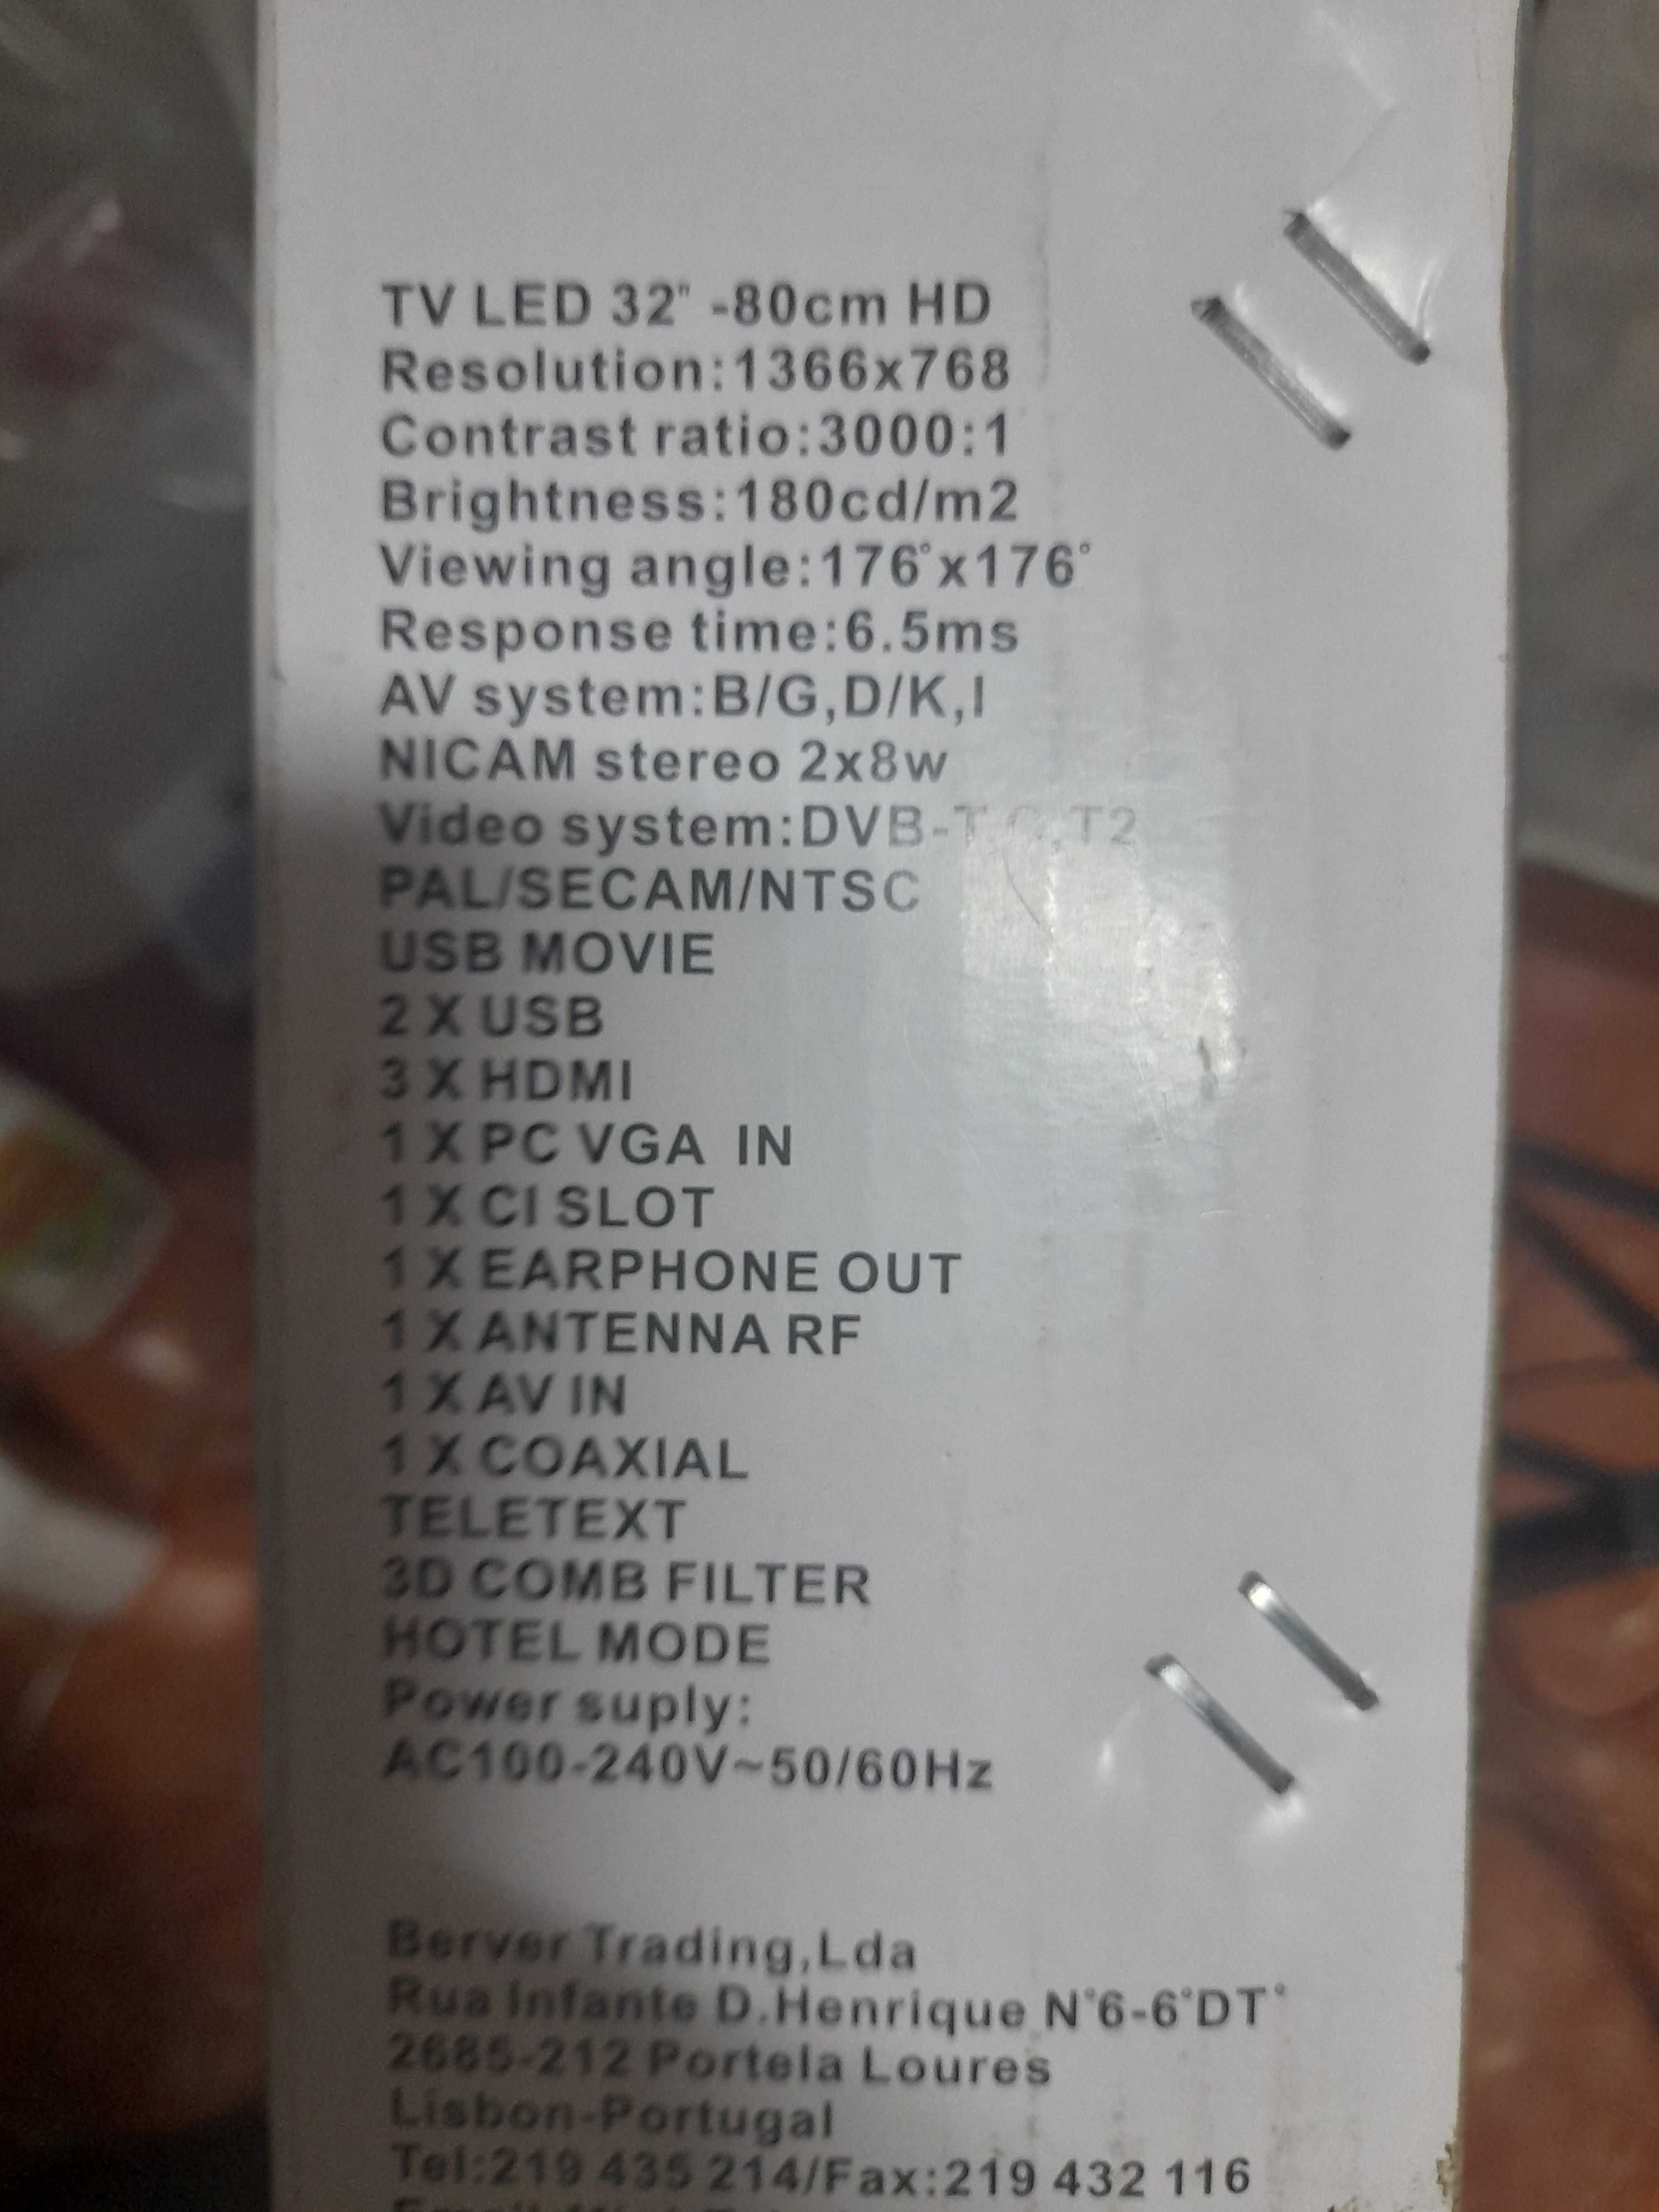 TV LED 32" -80cm HD
Resolution:1366x768
Contrast ratio:3000:1
Brightness:180cd/m2
Viewing angle:176°x176°
Response time:6.5ms
AV system:B/G,D/K,I
NICAM stereo 2x8w
Video system:DVB-T,C,T2
PAL/SECAM/NTSC
USB MOVIE
2 X USB
3 X HDMI
1 X PC VGA IN
1 X CI SLOT
1 X EARPHONE OUT
1 X ANTENNA RF
1 X AV IN
1 X COAXIAL
TELETEXT
3D COMB FILTER
HOTEL MODE
Power suply:
AC100-240V~50/60Hz
Berver Trading,Lda
Rua Infante D.Henrique N°6-6°DT°
2685-212 Portela Loures
Lisbon-Portugal
Tel:219 435 214/Fax:219 432 116